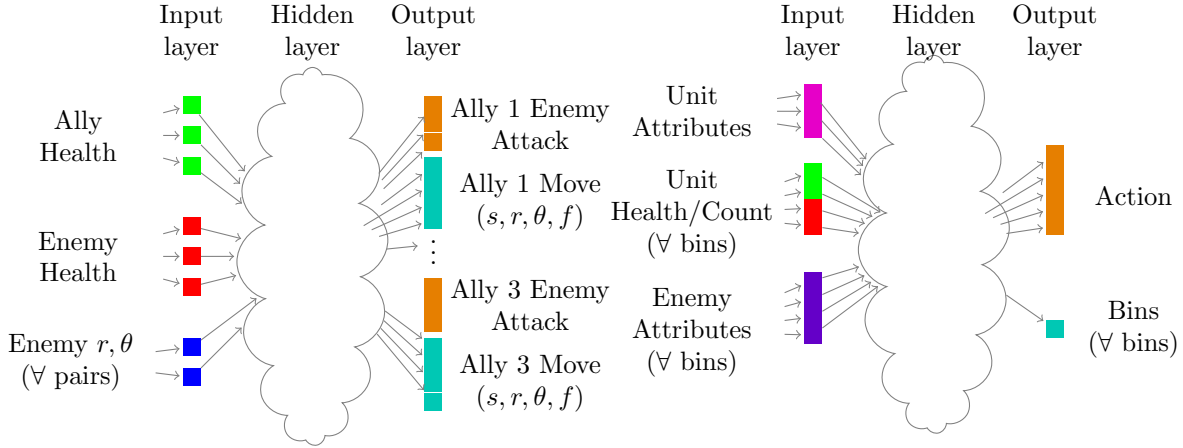 Input
layer
Hidden
layer
Output
layer
Ally
Health
Enemy
Health
Enemy r, θ
(∀ pairs)
Ally 1 Enemy
Attack
Ally 1 Move
(s, r, θ, f)
⋮
Ally 3 Enemy
Attack
Ally 3 Move
(s, r, θ, f)
Input
layer
Hidden
layer
Output
layer
Unit
Attributes
Unit
Health/Count
(∀ bins)
Enemy
Attributes
(∀ bins)
Action
Bins
(∀ bins)